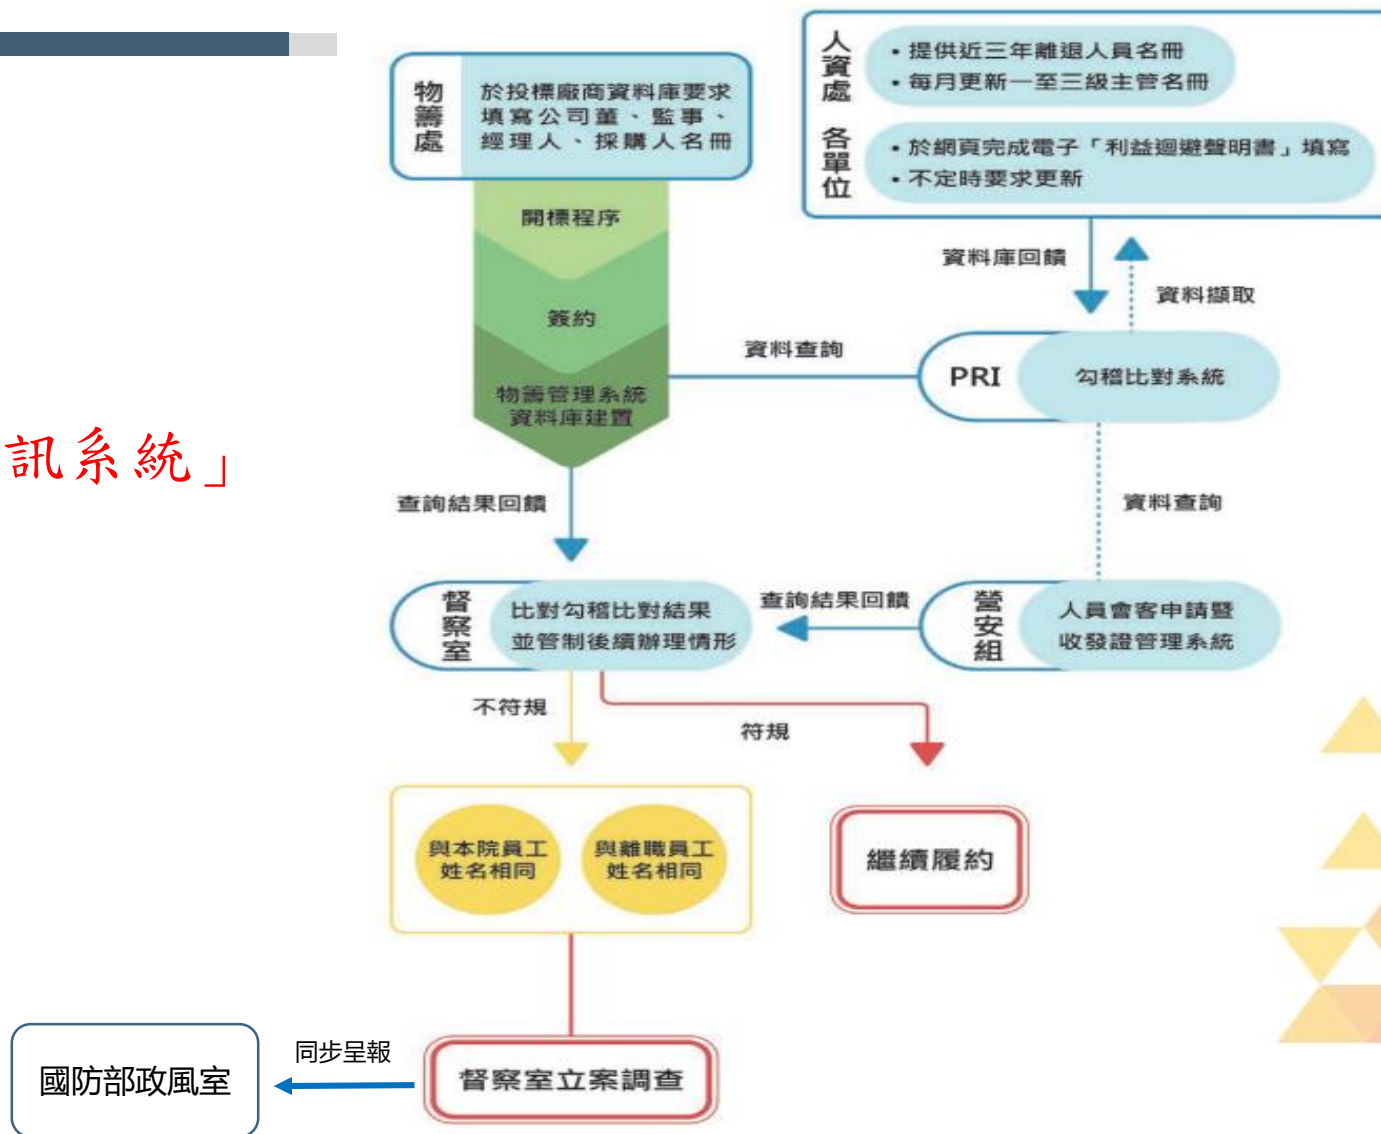 物籌處
於投標廠商資料庫要求
填寫公司董、監事、
經理人、採購人名冊
人資處
• 提供近三年離退人員名冊
• 每月更新一至三級主管名冊
各單位
• 於網頁完成電子「利益迴避聲明書」填寫
• 不定時要求更新
開標程序
簽約
物籌管理系統
資料庫建置
資料庫回饋
資料擷取
資料查詢
PRI
勾稽比對系統
訊系統」
查詢結果回饋
資料查詢
督察室
比對勾稽比對結果
並管制後續辦理情形
查詢結果回饋
營安組
人員會客申請暨
收發證管理系統
不符規
符規
與本院員工
姓名相同
與離職員工
姓名相同
繼續履約
國防部政風室
同步呈報
督察室立案調查